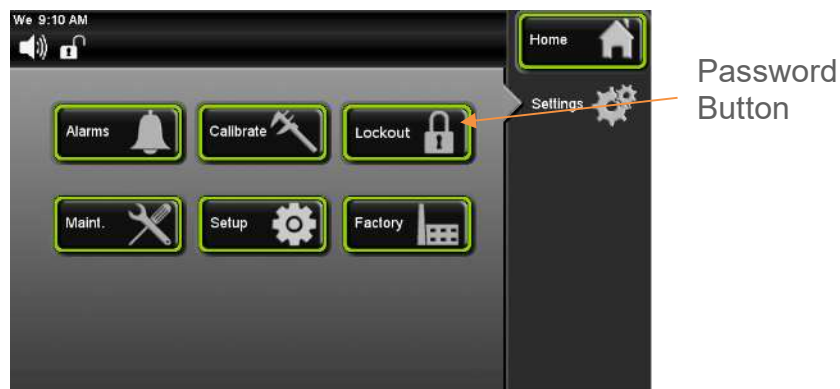 We 9:10 AM
Home
Settings
Password
Button
Alarms
Calibrate
Lockout
Maint.
Setup
Factory